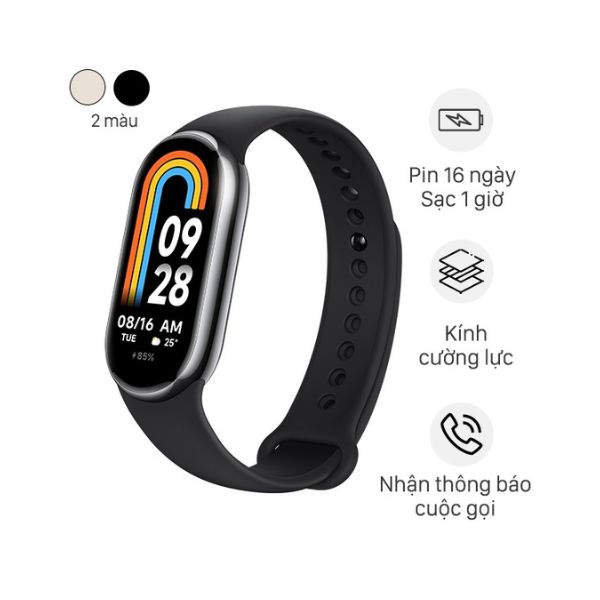 2 màu
09
28
08/16 AM
TUE 25°
85%
Pin 16 ngày
Sạc 1 giờ
Kính
cường lực
Nhận thông báo
cuộc gọi